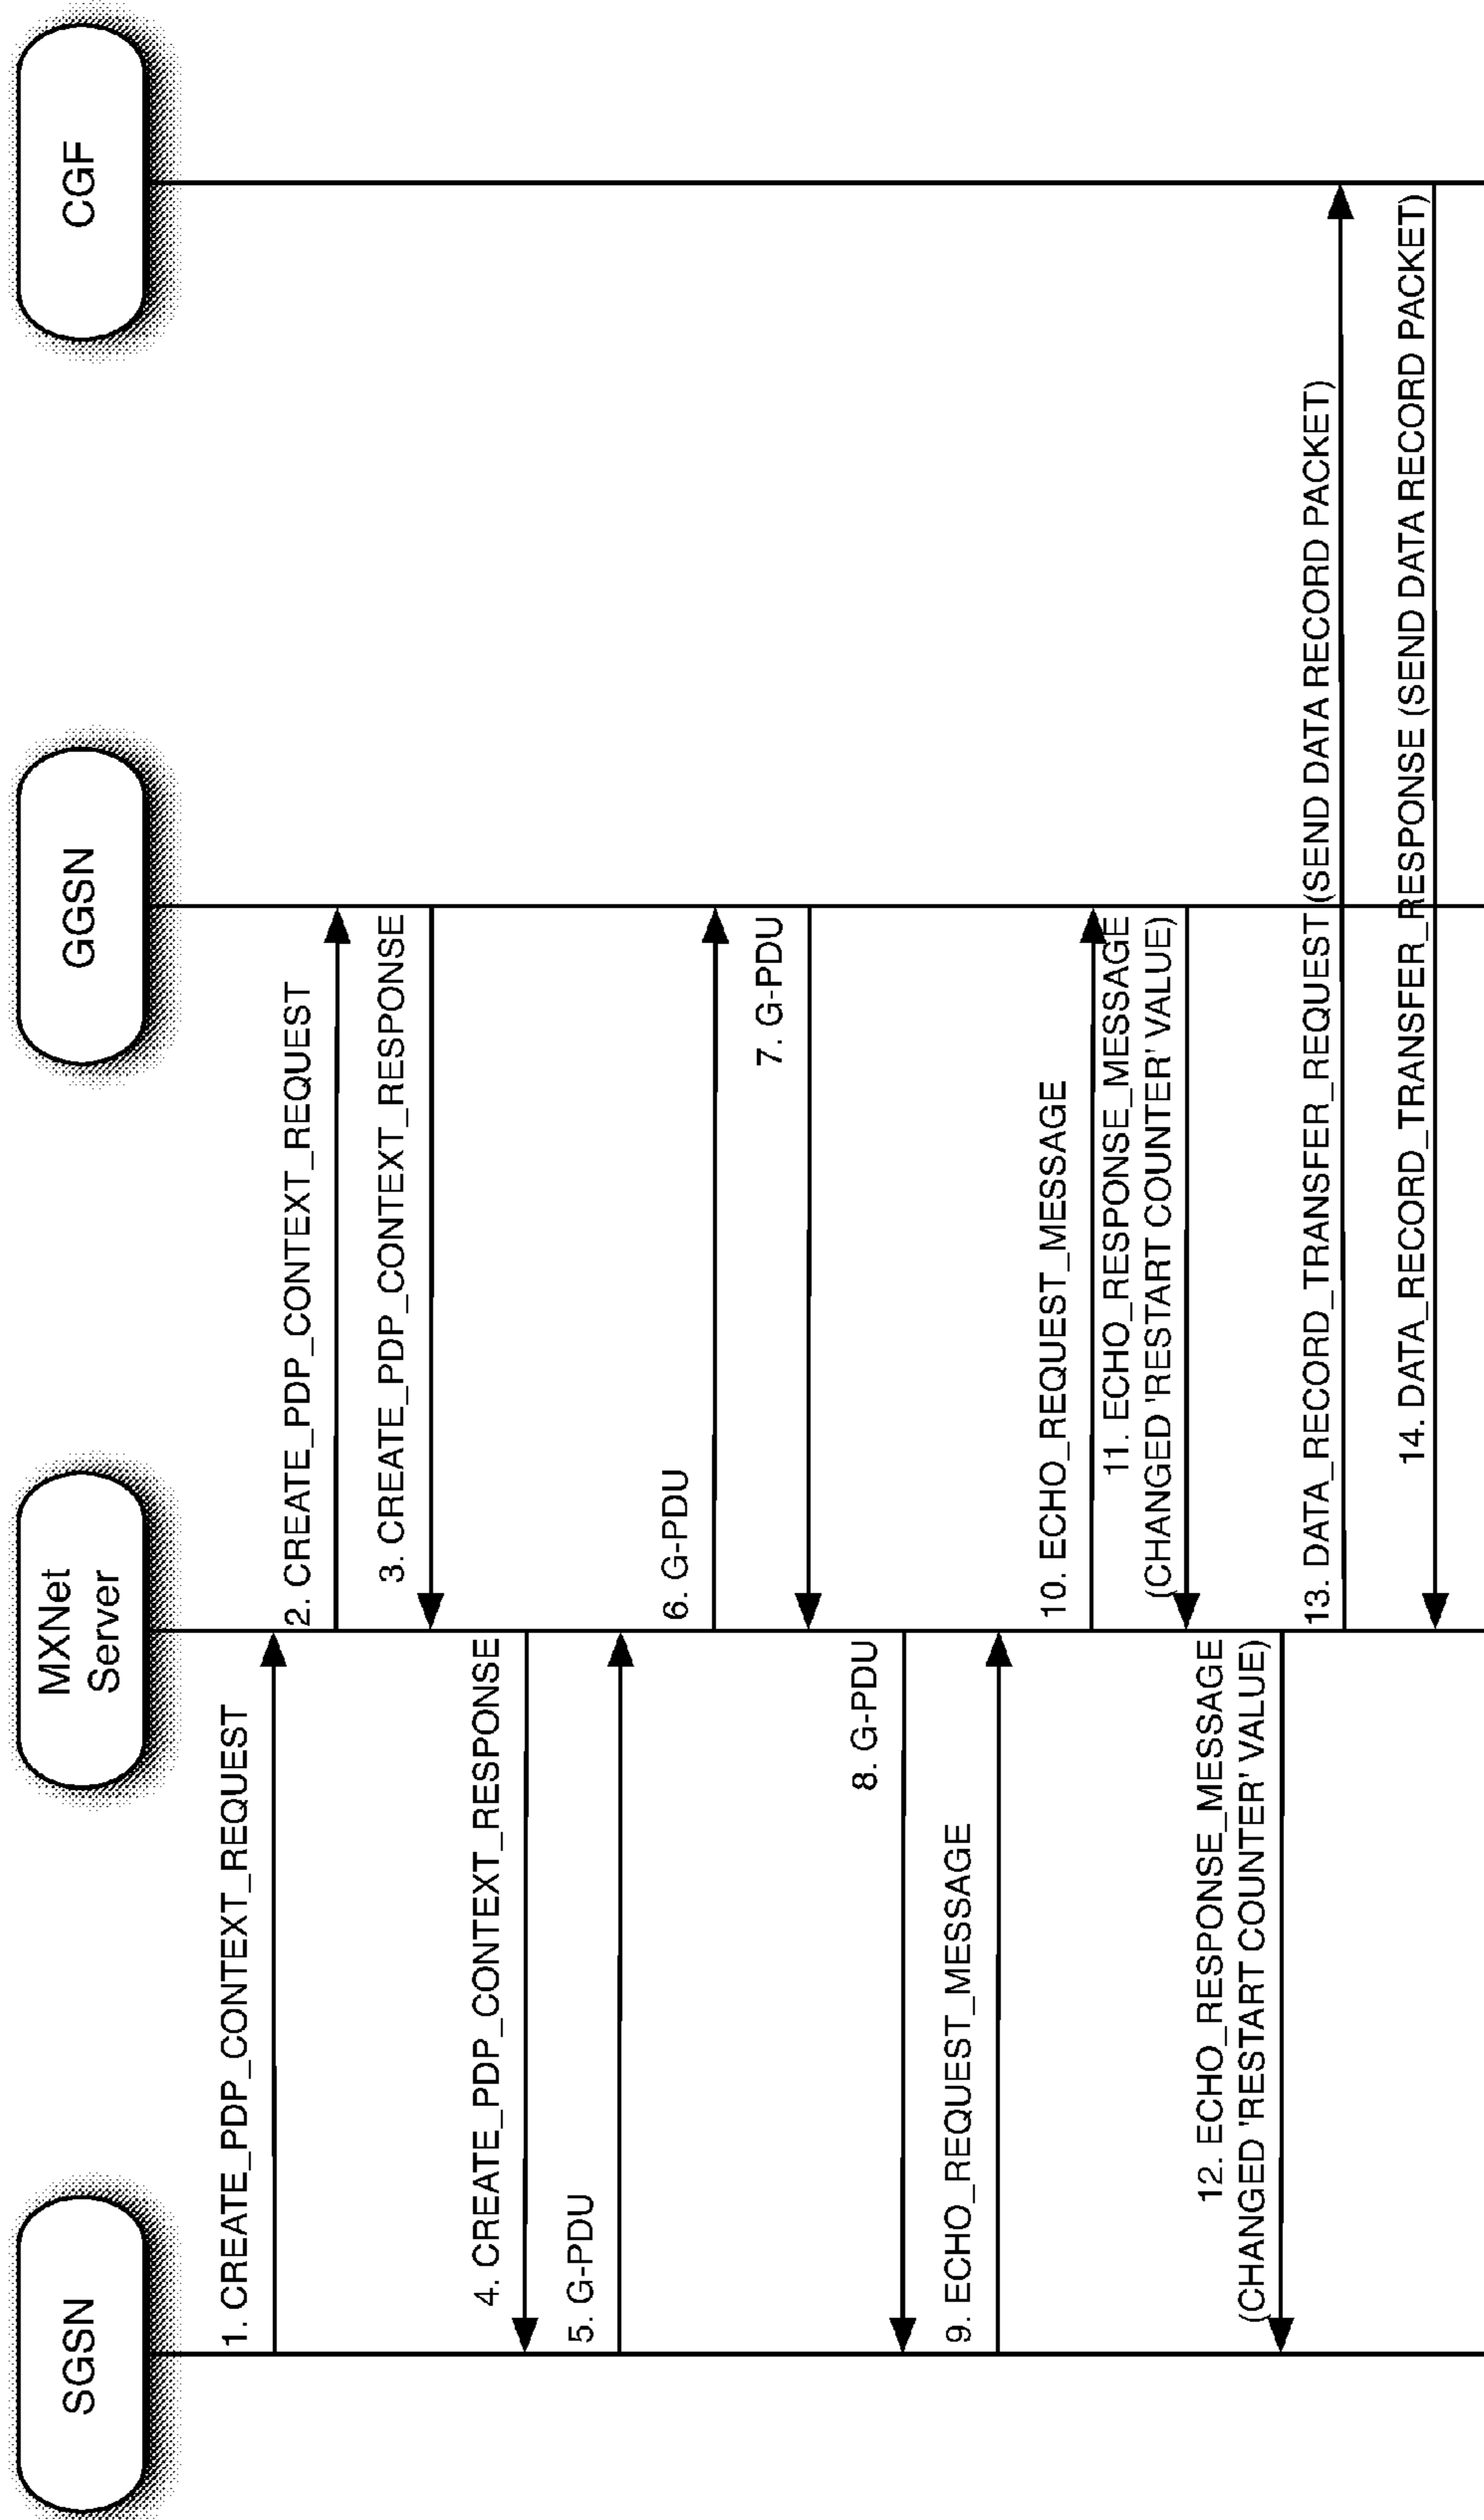 SGSN
MXNet
Server
GGSN
CGF
1. CREATE_PDP_CONTEXT_REQUEST
2. CREATE_PDP_CONTEXT_REQUEST
3. CREATE_PDP_CONTEXT_RESPONSE
4. CREATE_PDP_CONTEXT_RESPONSE
5. G-PDU
6. G-PDU
7. G-PDU
8. G-PDU
9. ECHO_REQUEST_MESSAGE
10. ECHO_REQUEST_MESSAGE
11. ECHO_RESPONSE_MESSAGE
(CHANGED 'RESTART COUNTER' VALUE)
12. ECHO_RESPONSE_MESSAGE
(CHANGED 'RESTART COUNTER' VALUE)
13. DATA_RECORD_TRANSFER_REQUEST (SEND DATA RECORD PACKET)
14. DATA_RECORD_TRANSFER_RESPONSE (SEND DATA RECORD PACKET)